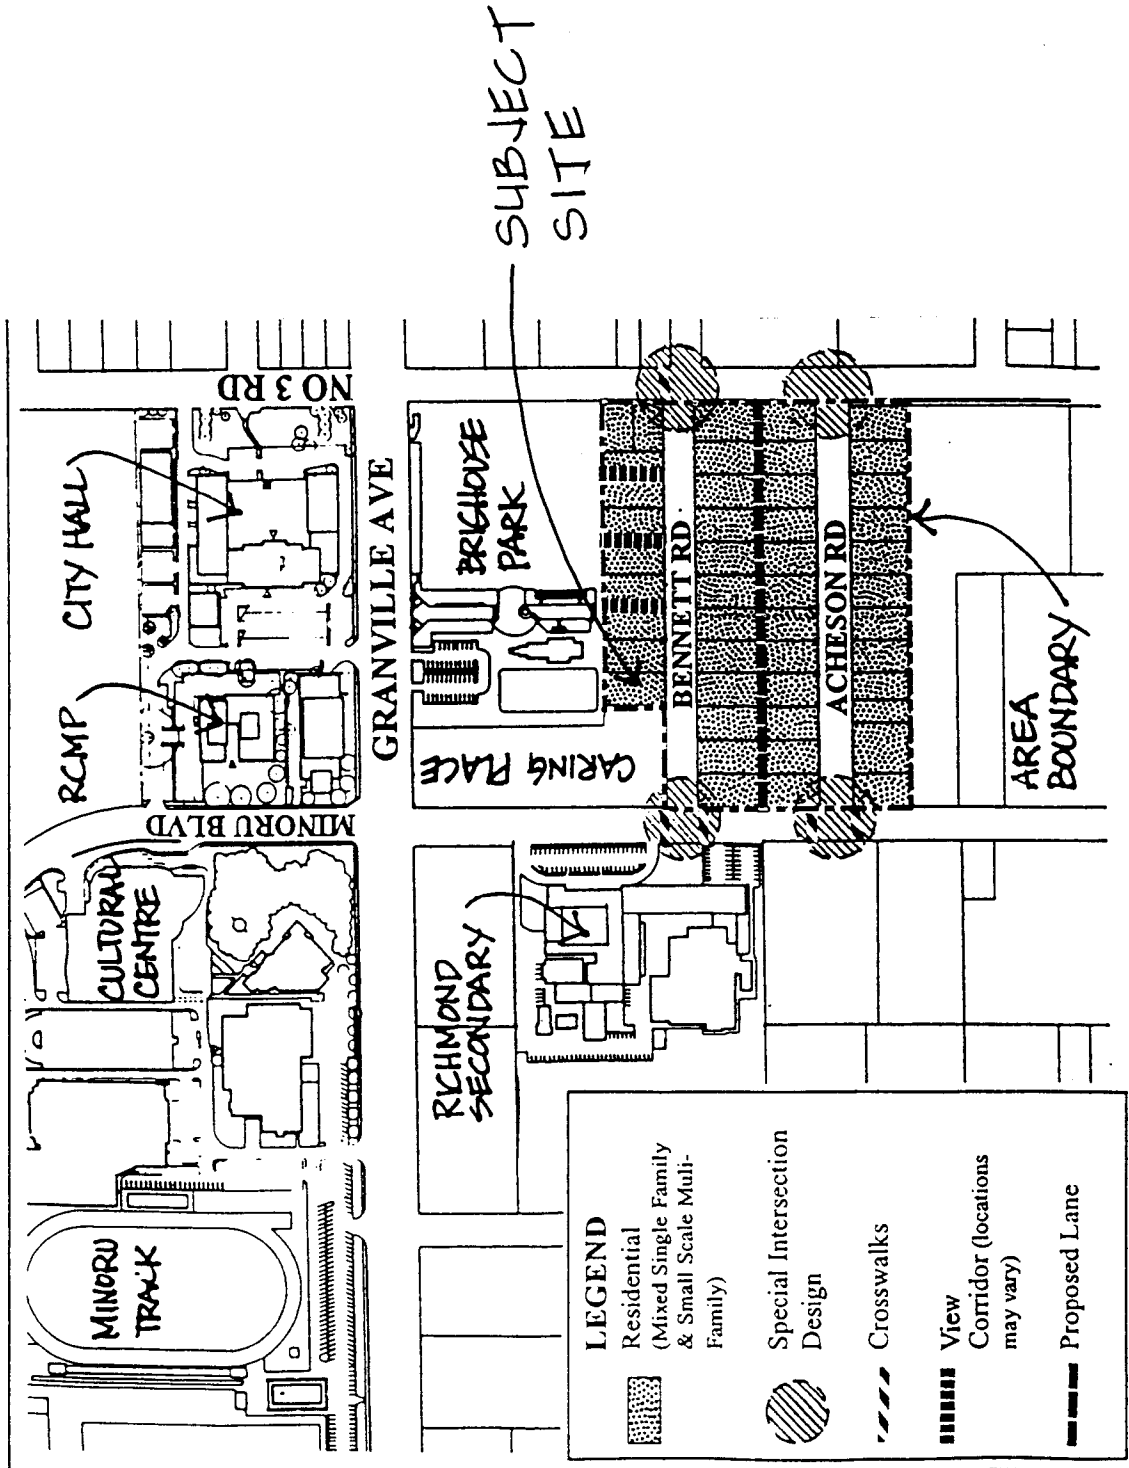 SUBJECT
SITE
CITY HALL
NO 3 RD
RCMP
GRANVILLE AVE
BRIGHOUSE
PARK
BENNETT RD
ACHESON RD
AREA
BOUNDARY
CARING PLACE
MINORU BLVD
CULTURAL
CENTRE
RICHMOND
SECONDARY
MINORU
TRACK
LEGEND
Residential
(Mixed Single Family
& Small Scale Muli-
Family)
Special Intersection
Design
Crosswalks
View
Corridor (locations
may vary)
Proposed Lane